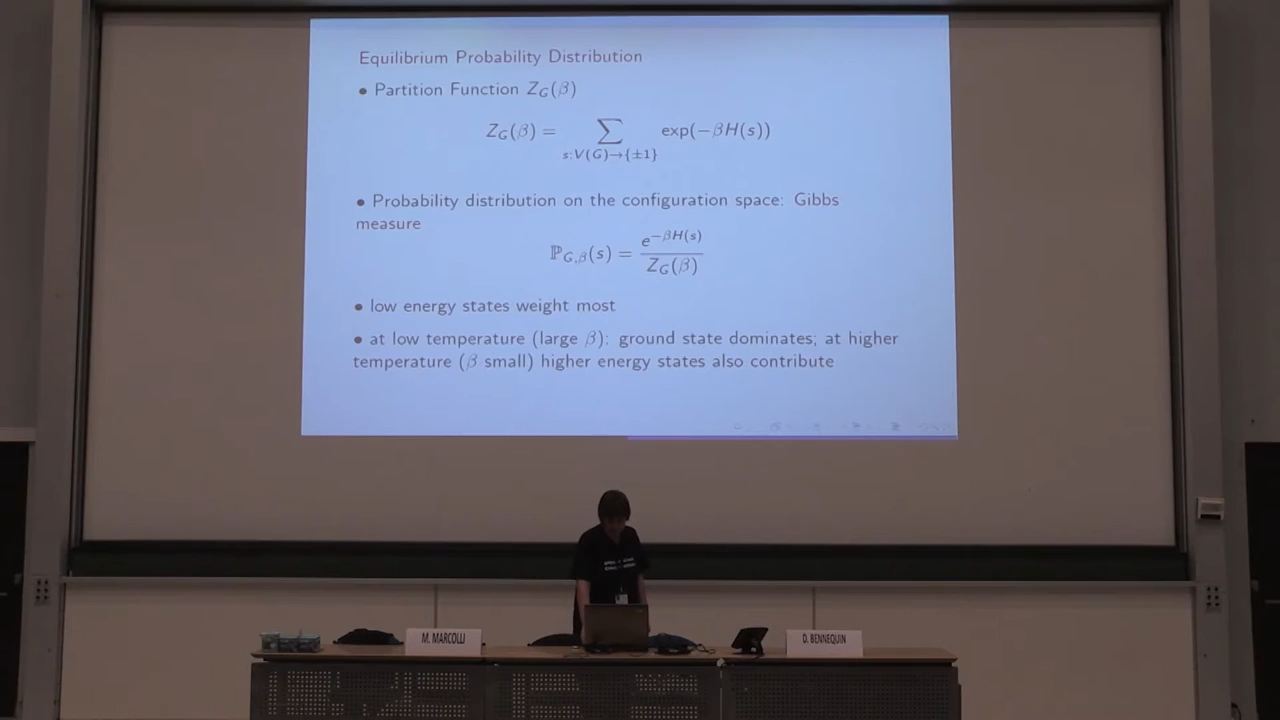 Equilibrium Probability Distribution
• Partition Function Z_G(β)
Z_G(β) = ∑_{s:V(G)→{±1}} exp(−βH(s))
• Probability distribution on the configuration space: Gibbs
measure
ℙ_{G,β}(s) = e^{−βH(s)} / Z_G(β)
• low energy states weight most
• at low temperature (large β): ground state dominates; at higher
temperature (β small) higher energy states also contribute
M. MARCOLLI
D. BENNEQUIN